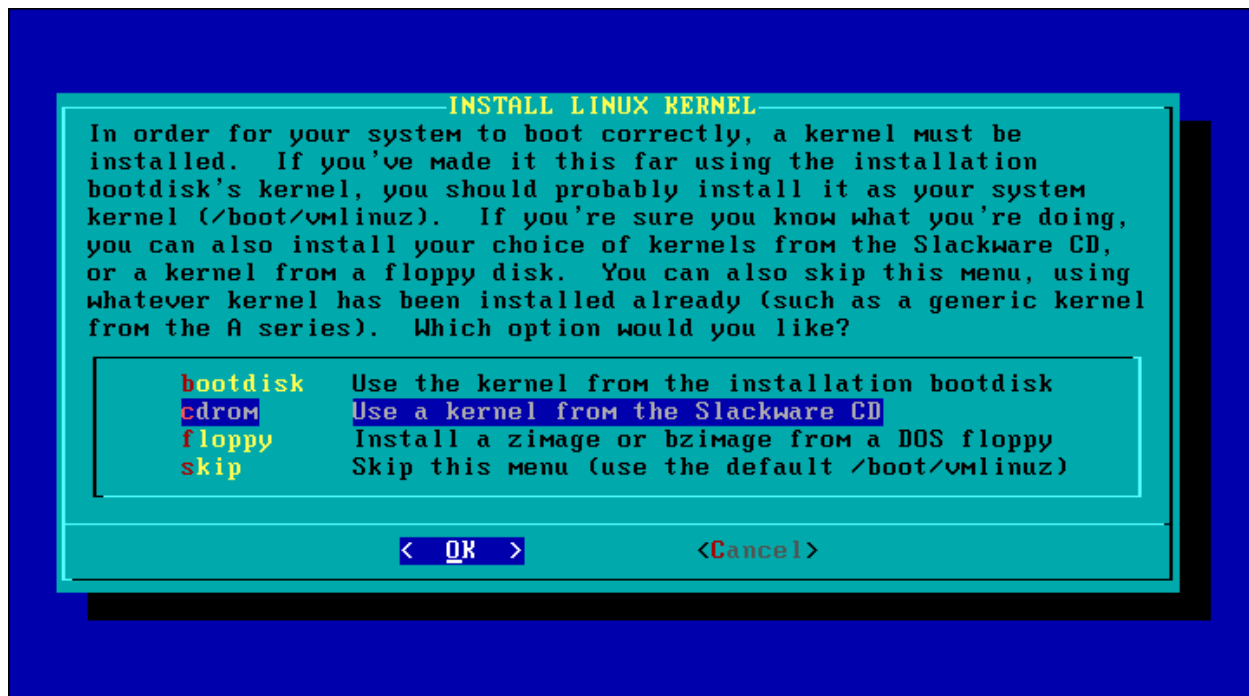 INSTALL LINUX KERNEL
In order for your system to boot correctly, a kernel must be
installed.  If you've made it this far using the installation
bootdisk's kernel, you should probably install it as your system
kernel (/boot/vmlinuz).  If you're sure you know what you're doing,
you can also install your choice of kernels from the Slackware CD,
or a kernel from a floppy disk.  You can also skip this menu, using
whatever kernel has been installed already (such as a generic kernel
from the A series).  Which option would you like?
bootdisk  Use the kernel from the installation bootdisk
cdrom  Use a kernel from the Slackware CD
floppy  Install a zimage or bzimage from a DOS floppy
skip  Skip this menu (use the default /boot/vmlinuz)
<  OK  >  <Cancel>